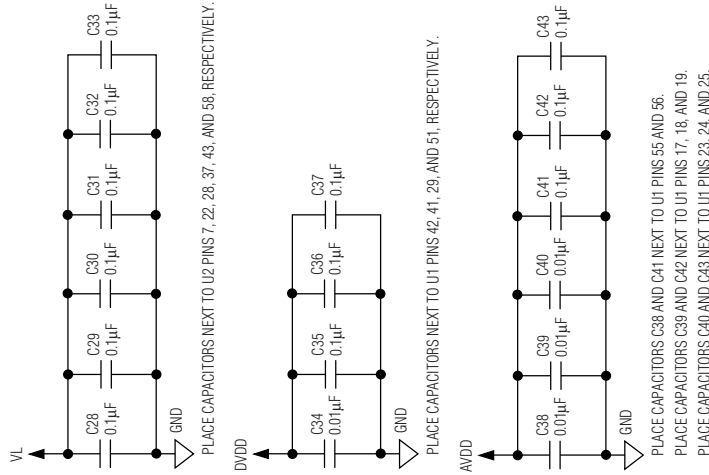 VL
C28
0.1µF
C29
0.1µF
C30
0.1µF
C31
0.1µF
C32
0.1µF
C33
0.1µF
GND
PLACE CAPACITORS NEXT TO U2 PINS 7, 22, 28, 37, 43, AND 58, RESPECTIVELY.
DVDD
C34
0.01µF
C35
0.1µF
C36
0.1µF
C37
0.1µF
GND
PLACE CAPACITORS NEXT TO U1 PINS 42, 41, 29, AND 51, RESPECTIVELY.
AVDD
C38
0.01µF
C39
0.01µF
C40
0.01µF
C41
0.1µF
C42
0.1µF
C43
0.1µF
GND
PLACE CAPACITORS C38 AND C41 NEXT TO U1 PINS 55 AND 56.
PLACE CAPACITORS C39 AND C42 NEXT TO U1 PINS 17, 18, AND 19.
PLACE CAPACITORS C40 AND C43 NEXT TO U1 PINS 23, 24, AND 25.